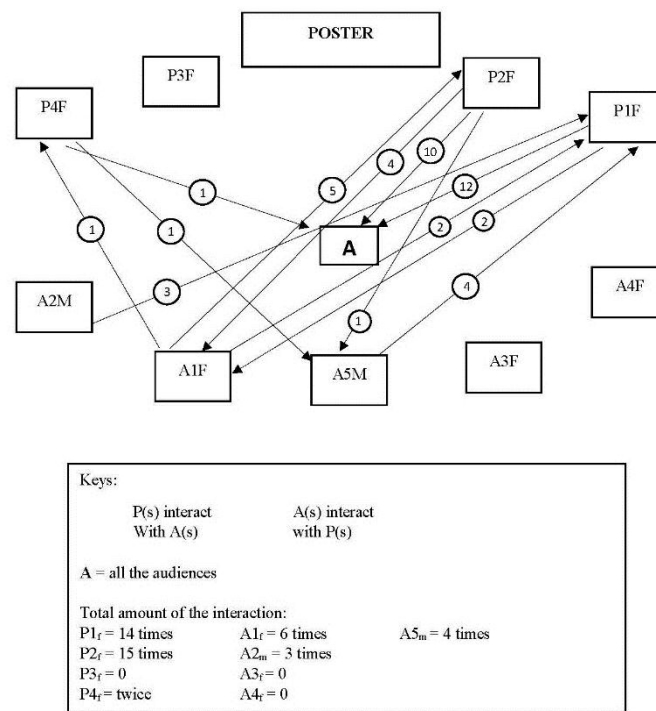 POSTER
P3F
P2F
P4F
P1F
4
10
5
12
1
1
1
2
2
A
A2M
3
4
A4F
1
A1F
A5M
A3F
Keys:
P(s) interact A(s) interact
With A(s) with P(s)
A = all the audiences
Total amount of the interaction:
P1f = 14 times A1f = 6 times A5m = 4 times
P2f = 15 times A2m = 3 times
P3f = 0 A3f = 0
P4f = twice A4f = 0